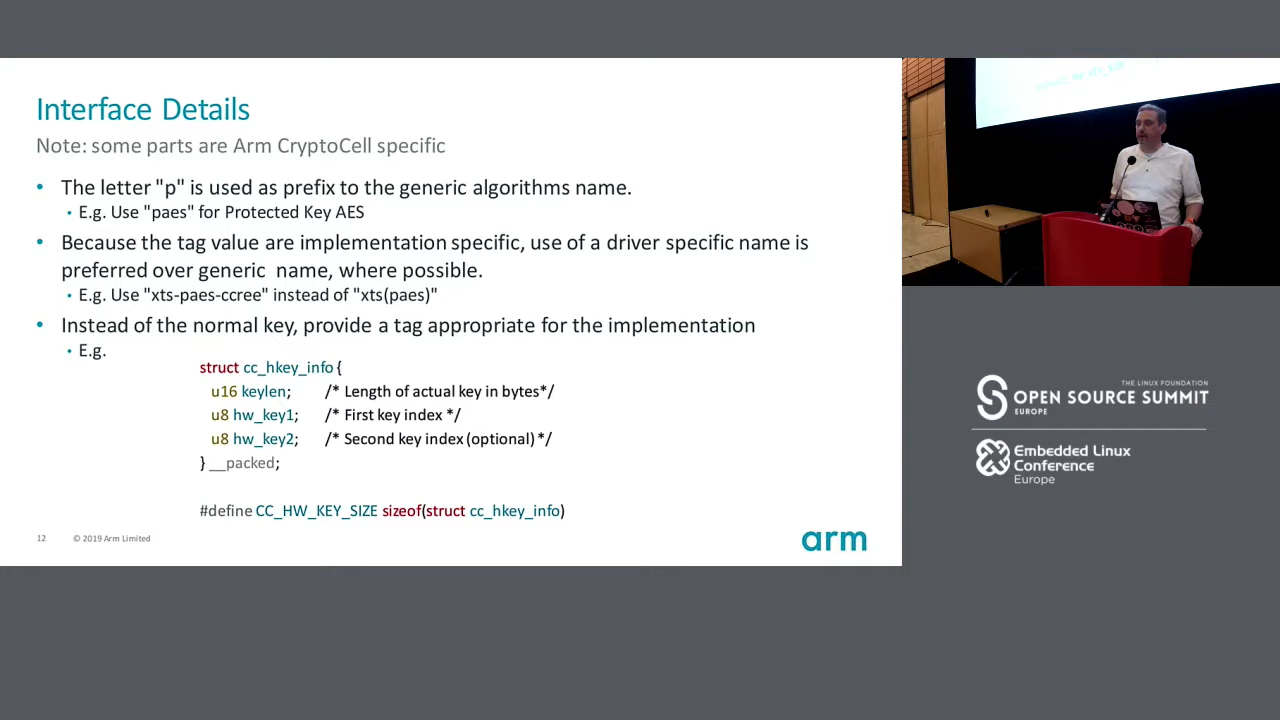 Interface Details
Note: some parts are Arm CryptoCell specific
• The letter "p" is used as prefix to the generic algorithms name.
• E.g. Use "paes" for Protected Key AES
• Because the tag value are implementation specific, use of a driver specific name is
preferred over generic name, where possible.
• E.g. Use "xts-paes-ccree" instead of "xts(paes)"
• Instead of the normal key, provide a tag appropriate for the implementation
• E.g.
struct cc_hkey_info {
u16 keylen; /* Length of actual key in bytes*/
u8 hw_key1; /* First key index */
u8 hw_key2; /* Second key index (optional) */
} __packed;
#define CC_HW_KEY_SIZE sizeof(struct cc_hkey_info)
12 © 2019 Arm Limited
arm
THE LINUX FOUNDATION
OPEN SOURCE SUMMIT
EUROPE
Embedded Linux
Conference
Europe